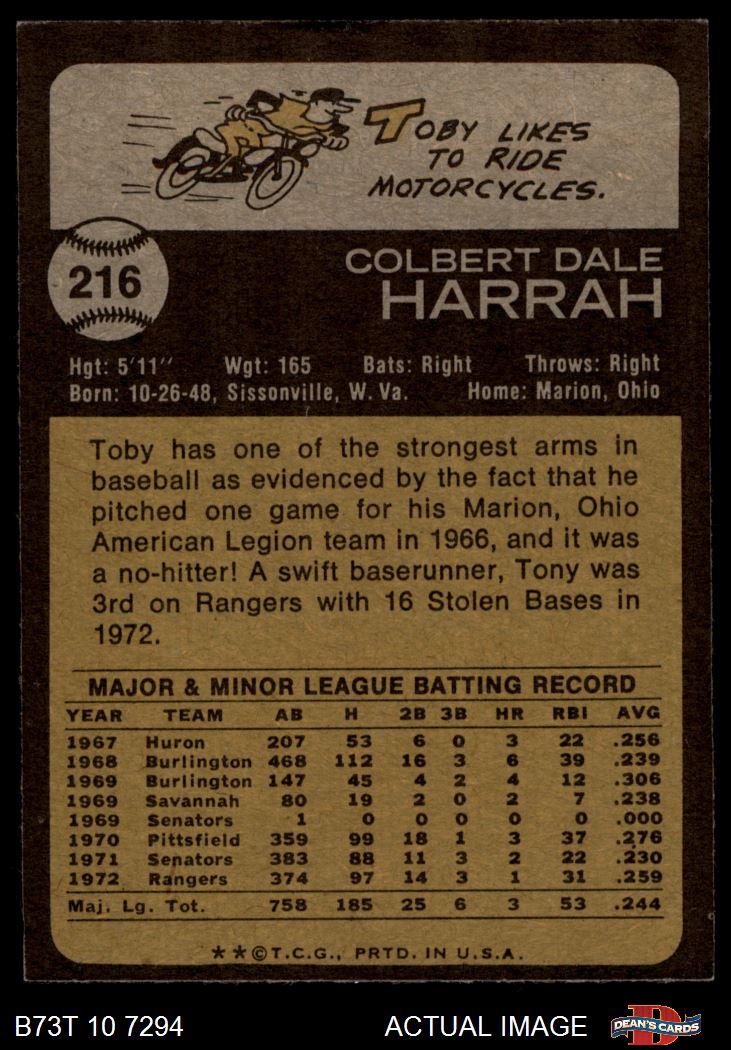 TOBY LIKES
TO RIDE
MOTORCYCLES.
216
COLBERT DALE
HARRAH
Hgt: 5'11" Wgt: 165 Bats: Right Throws: Right
Born: 10-26-48, Sissonville, W. Va. Home: Marion, Ohio
Toby has one of the strongest arms in
baseball as evidenced by the fact that he
pitched one game for his Marion, Ohio
American Legion team in 1966, and it was
a no-hitter! A swift baserunner, Tony was
3rd on Rangers with 16 Stolen Bases in
1972.
MAJOR & MINOR LEAGUE BATTING RECORD
YEAR TEAM AB H 2B 3B HR RBI AVG
1967 Huron 207 53 6 0 3 22 .256
1968 Burlington 468 112 16 3 6 39 .239
1969 Burlington 147 45 4 2 4 12 .306
1969 Savannah 80 19 2 0 2 7 .238
1969 Senators 1 0 0 0 0 0 .000
1970 Pittsfield 359 99 18 1 3 37 .276
1971 Senators 383 88 11 3 2 22 .230
1972 Rangers 374 97 14 3 1 31 .259
Maj. Lg. Tot. 758 185 25 6 3 53 .244
**©T.C.G., PRTD. IN U.S.A.
B73T 10 7294 ACTUAL IMAGE DEAN'S CARDS